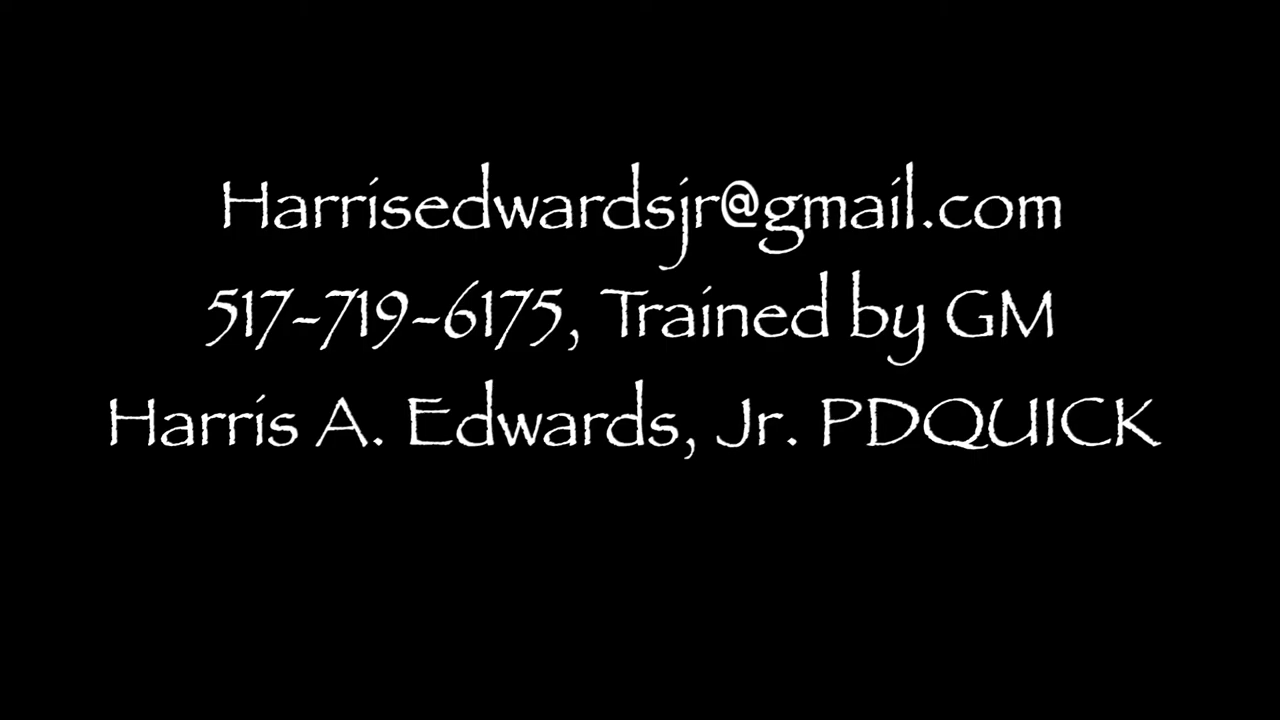 Harrisedwardsjr@gmail.com
517-719-6175, Trained by GM
Harris A. Edwards, Jr. PDQUICK